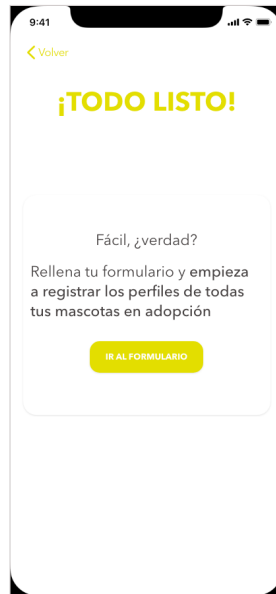 9:41
Volver
¡TODO LISTO!
Fácil, ¿verdad?
Rellena tu formulario y empieza
a registrar los perfiles de todas
tus mascotas en adopción
IR AL FORMULARIO